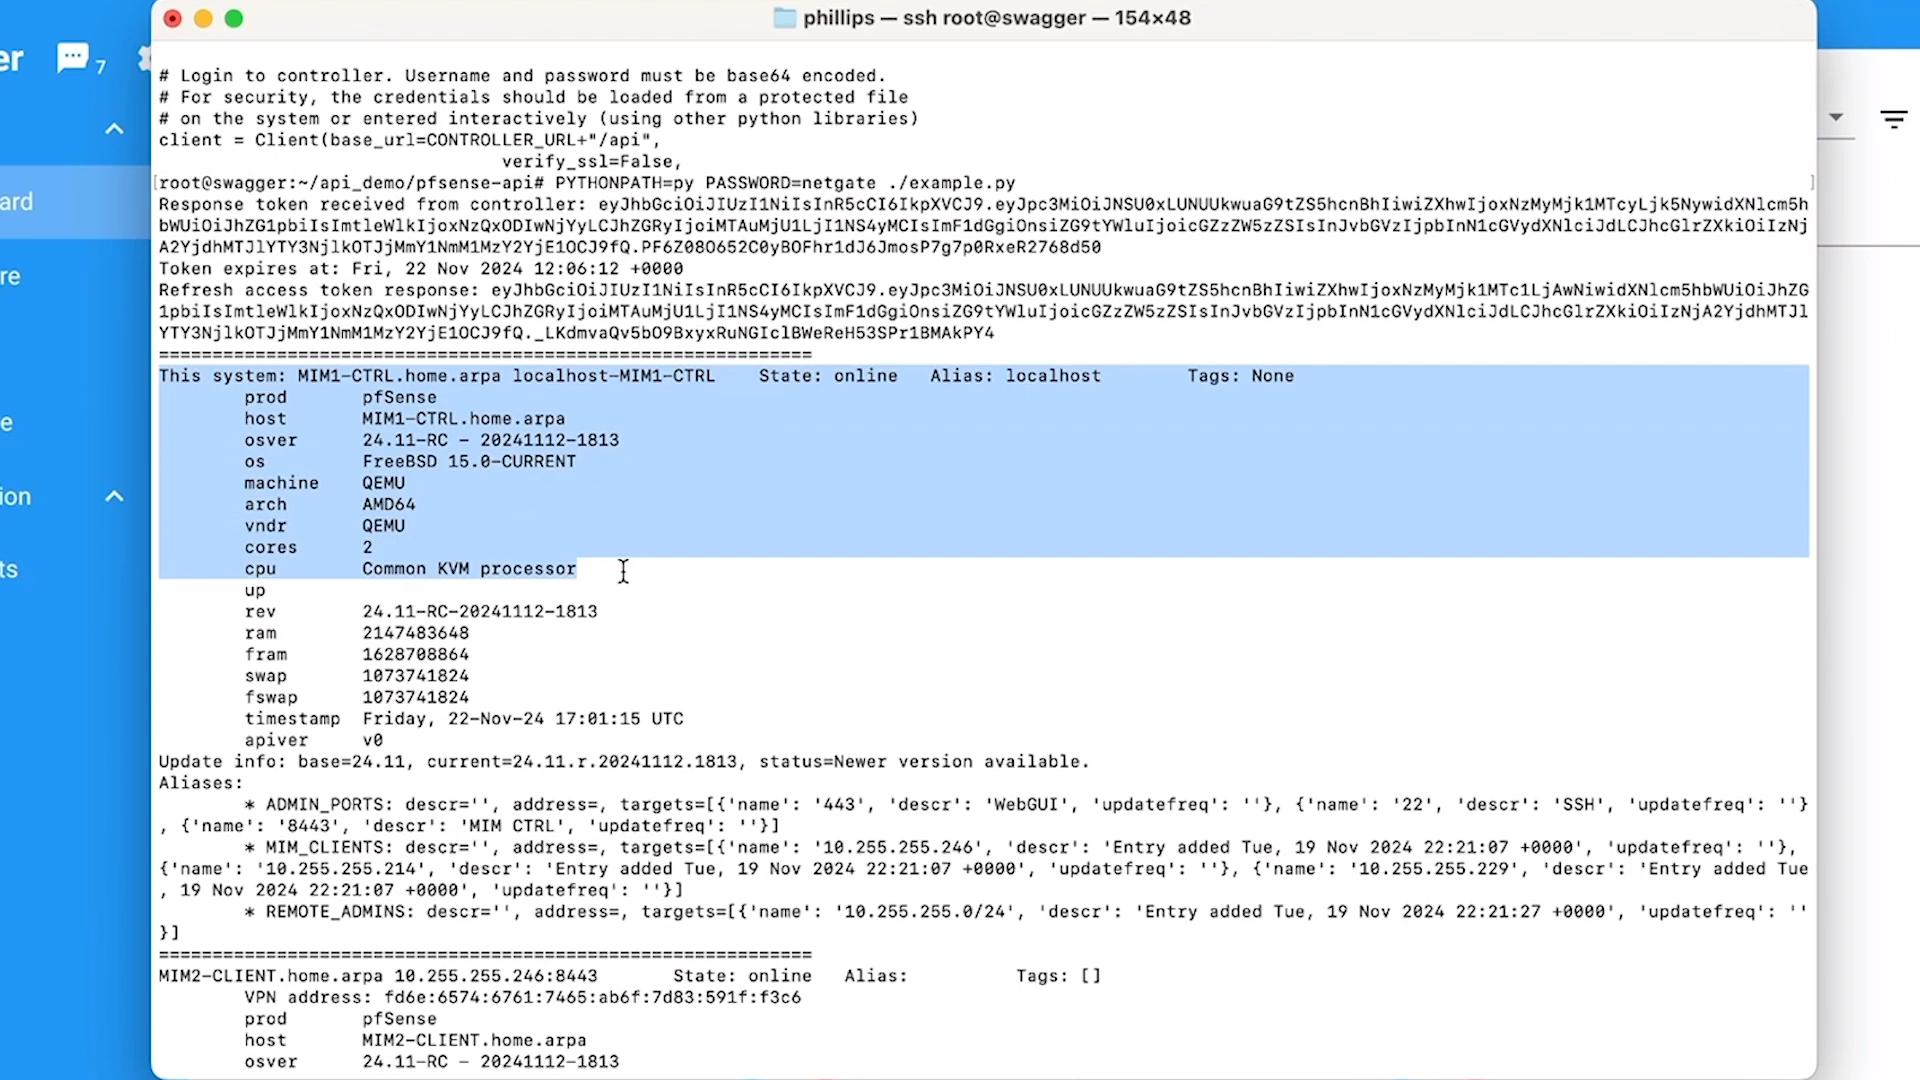 phillips — ssh root@swagger — 154×48
er
7
ard
re
e
ion
ts
# Login to controller. Username and password must be base64 encoded.
# For security, the credentials should be loaded from a protected file
# on the system or entered interactively (using other python libraries)
client = Client(base_url=CONTROLLER_URL+"/api",
verify_ssl=False,
[root@swagger:~/api_demo/pfsense-api# PYTHONPATH=py PASSWORD=netgate ./example.py ]
Response token received from controller: eyJhbGciOiJIUzI1NiIsInR5cCI6IkpXVCJ9.eyJpc3MiOiJNSU0xLUNUUkwuaG9tZS5hcnBhIiwiZXhwIjoxNzMyMjk1MTcyLjk5NywidXNlcm5h
bWUiOiJhZG1pbiIsImtleWlkIjoxNzQxODIwNjYyLCJhZGRyIjoiMTAuMjU1LjI1NS4yMCIsImF1dGgiOnsiZG9tYWluIjoicGZzZW5zZSIsInJvbGVzIjpbInN1cGVydXNlciJdLCJhcGlrZXkiOiIzNj
A2YjdhMTJlYTY3NjlkOTJjMmY1NmM1MzY2YjE1OCJ9fQ.PF6Z08O652C0yBOFhr1dJ6JmosP7g7p0RxeR2768d50
Token expires at: Fri, 22 Nov 2024 12:06:12 +0000
Refresh access token response: eyJhbGciOiJIUzI1NiIsInR5cCI6IkpXVCJ9.eyJpc3MiOiJNSU0xLUNUUkwuaG9tZS5hcnBhIiwiZXhwIjoxNzMyMjk1MTc1LjAwNiwidXNlcm5hbWUiOiJhZG
1pbiIsImtleWlkIjoxNzQxODIwNjYyLCJhZGRyIjoiMTAuMjU1LjI1NS4yMCIsImF1dGgiOnsiZG9tYWluIjoicGZzZW5zZSIsInJvbGVzIjpbInN1cGVydXNlciJdLCJhcGlrZXkiOiIzNjA2YjdhMTJl
YTY3NjlkOTJjMmY1NmM1MzY2YjE1OCJ9fQ._LKdmvaQv5bO9BxyxRuNGIclBWeReH53SPr1BMAkPY4
=============================================================
This system: MIM1-CTRL.home.arpa localhost-MIM1-CTRL State: online Alias: localhost Tags: None
prod pfSense
host MIM1-CTRL.home.arpa
osver 24.11-RC - 20241112-1813
os FreeBSD 15.0-CURRENT
machine QEMU
arch AMD64
vndr QEMU
cores 2
cpu Common KVM processor
up
rev 24.11-RC-20241112-1813
ram 2147483648
fram 1628708864
swap 1073741824
fswap 1073741824
timestamp Friday, 22-Nov-24 17:01:15 UTC
apiver v0
Update info: base=24.11, current=24.11.r.20241112.1813, status=Newer version available.
Aliases:
* ADMIN_PORTS: descr='', address=, targets=[{'name': '443', 'descr': 'WebGUI', 'updatefreq': ''}, {'name': '22', 'descr': 'SSH', 'updatefreq': ''}
, {'name': '8443', 'descr': 'MIM CTRL', 'updatefreq': ''}]
* MIM_CLIENTS: descr='', address=, targets=[{'name': '10.255.255.246', 'descr': 'Entry added Tue, 19 Nov 2024 22:21:07 +0000', 'updatefreq': ''},
{'name': '10.255.255.214', 'descr': 'Entry added Tue, 19 Nov 2024 22:21:07 +0000', 'updatefreq': ''}, {'name': '10.255.255.229', 'descr': 'Entry added Tue
, 19 Nov 2024 22:21:07 +0000', 'updatefreq': ''}]
* REMOTE_ADMINS: descr='', address=, targets=[{'name': '10.255.255.0/24', 'descr': 'Entry added Tue, 19 Nov 2024 22:21:27 +0000', 'updatefreq': ''
}]
=============================================================
MIM2-CLIENT.home.arpa 10.255.255.246:8443 State: online Alias: Tags: []
VPN address: fd6e:6574:6761:7465:ab6f:7d83:591f:f3c6
prod pfSense
host MIM2-CLIENT.home.arpa
osver 24.11-RC - 20241112-1813